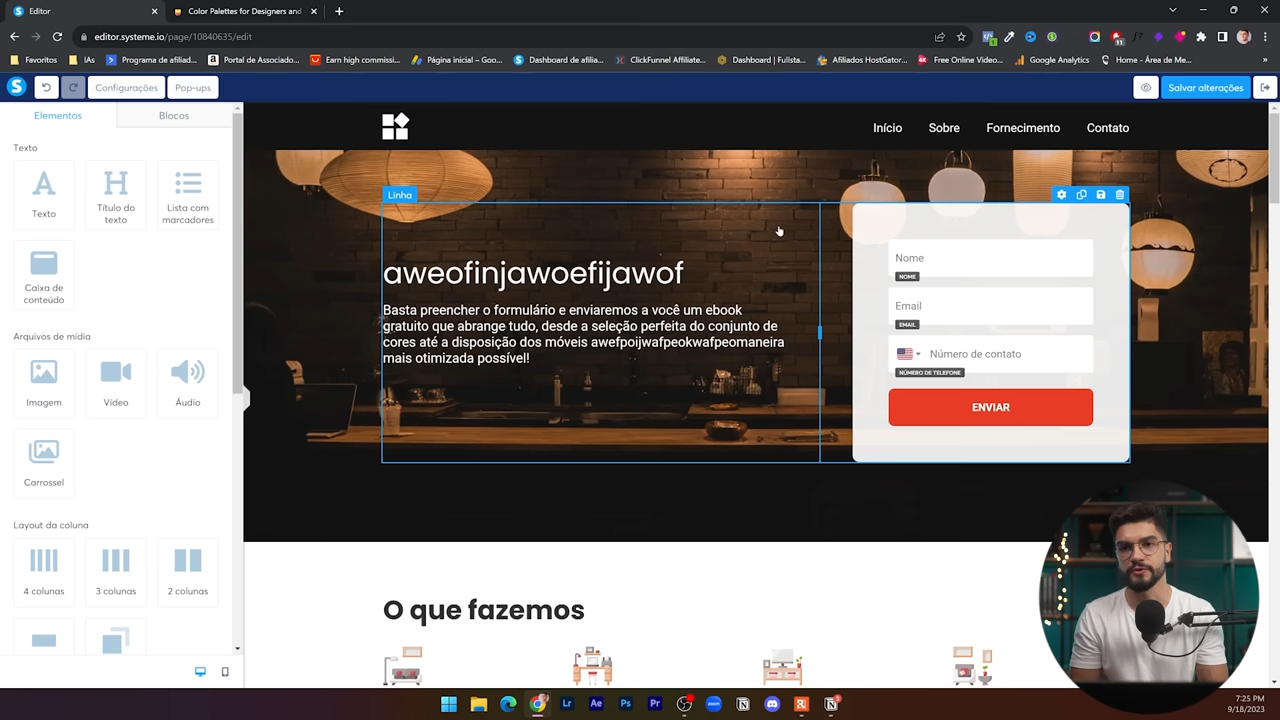 Editor
Color Palettes for Designers and
editor.systeme.io/page/10840635/edit
Favoritos
IAs
Programa de afiliad...
Portal de Associado...
Earn high commissi...
Página inicial - Goo...
Dashboard de afilia...
ClickFunnel Affiliate...
Dashboard | Fulista...
Afiliados HostGator...
Free Online Video...
Google Analytics
Home - Área de Me...
Configurações
Pop-ups
Salvar alterações
Elementos
Blocos
Texto
Texto
Título do
texto
Lista com
marcadores
Caixa de
conteúdo
Arquivos de mídia
Imagem
Vídeo
Áudio
Carrossel
Layout da coluna
4 colunas
3 colunas
2 colunas
Início
Sobre
Fornecimento
Contato
Linha
aweofinjawoefijawof
Basta preencher o formulário e enviaremos a você um ebook
gratuito que abrange tudo, desde a seleção perfeita do conjunto de
cores até a disposição dos móveis awefpoijwafpeokwafpeomaneira
mais otimizada possível!
Nome
NOME
Email
EMAIL
Número de contato
NÚMERO DE TELEFONE
ENVIAR
O que fazemos
7:25 PM
9/18/2023